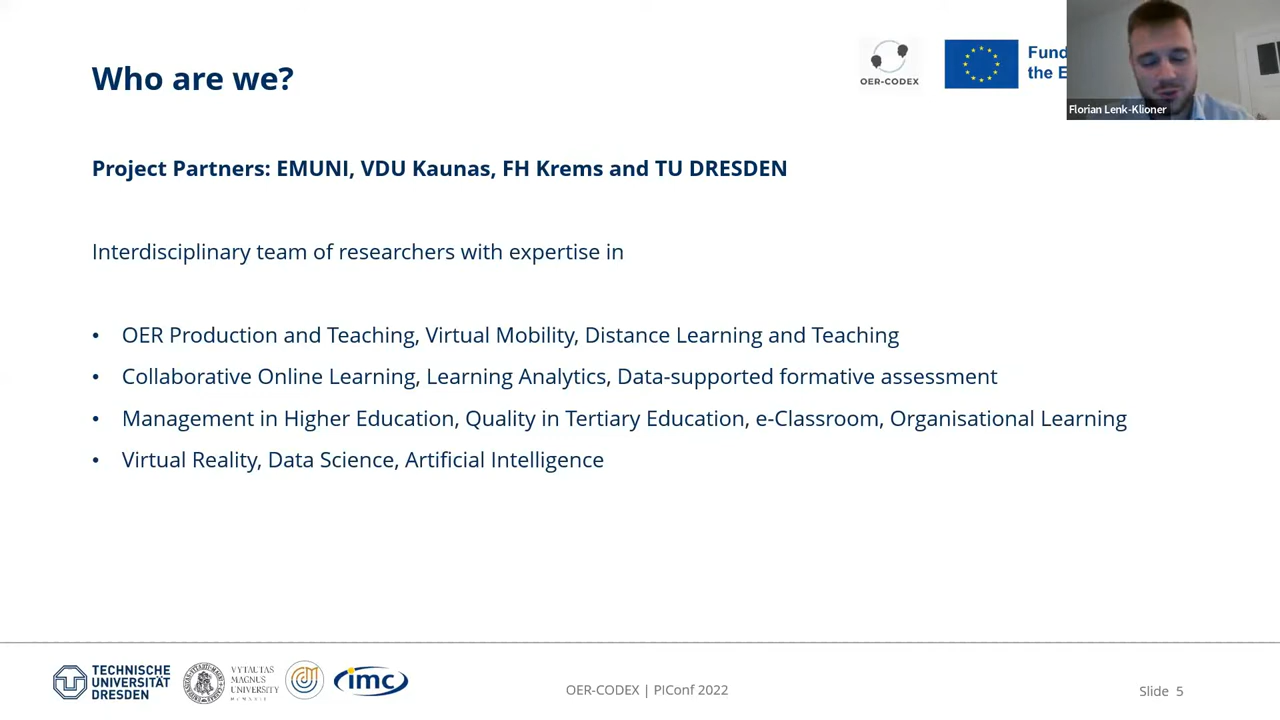 Who are we?
OER-CODEX
Fund
the E
Florian Lenk-Klioner
Project Partners: EMUNI, VDU Kaunas, FH Krems and TU DRESDEN
Interdisciplinary team of researchers with expertise in
• OER Production and Teaching, Virtual Mobility, Distance Learning and Teaching
• Collaborative Online Learning, Learning Analytics, Data-supported formative assessment
• Management in Higher Education, Quality in Tertiary Education, e-Classroom, Organisational Learning
• Virtual Reality, Data Science, Artificial Intelligence
TECHNISCHE
UNIVERSITÄT
DRESDEN
VYTAUTAS
MAGNUS
UNIVERSITY
imc
OER-CODEX | PIConf 2022
Slide 5